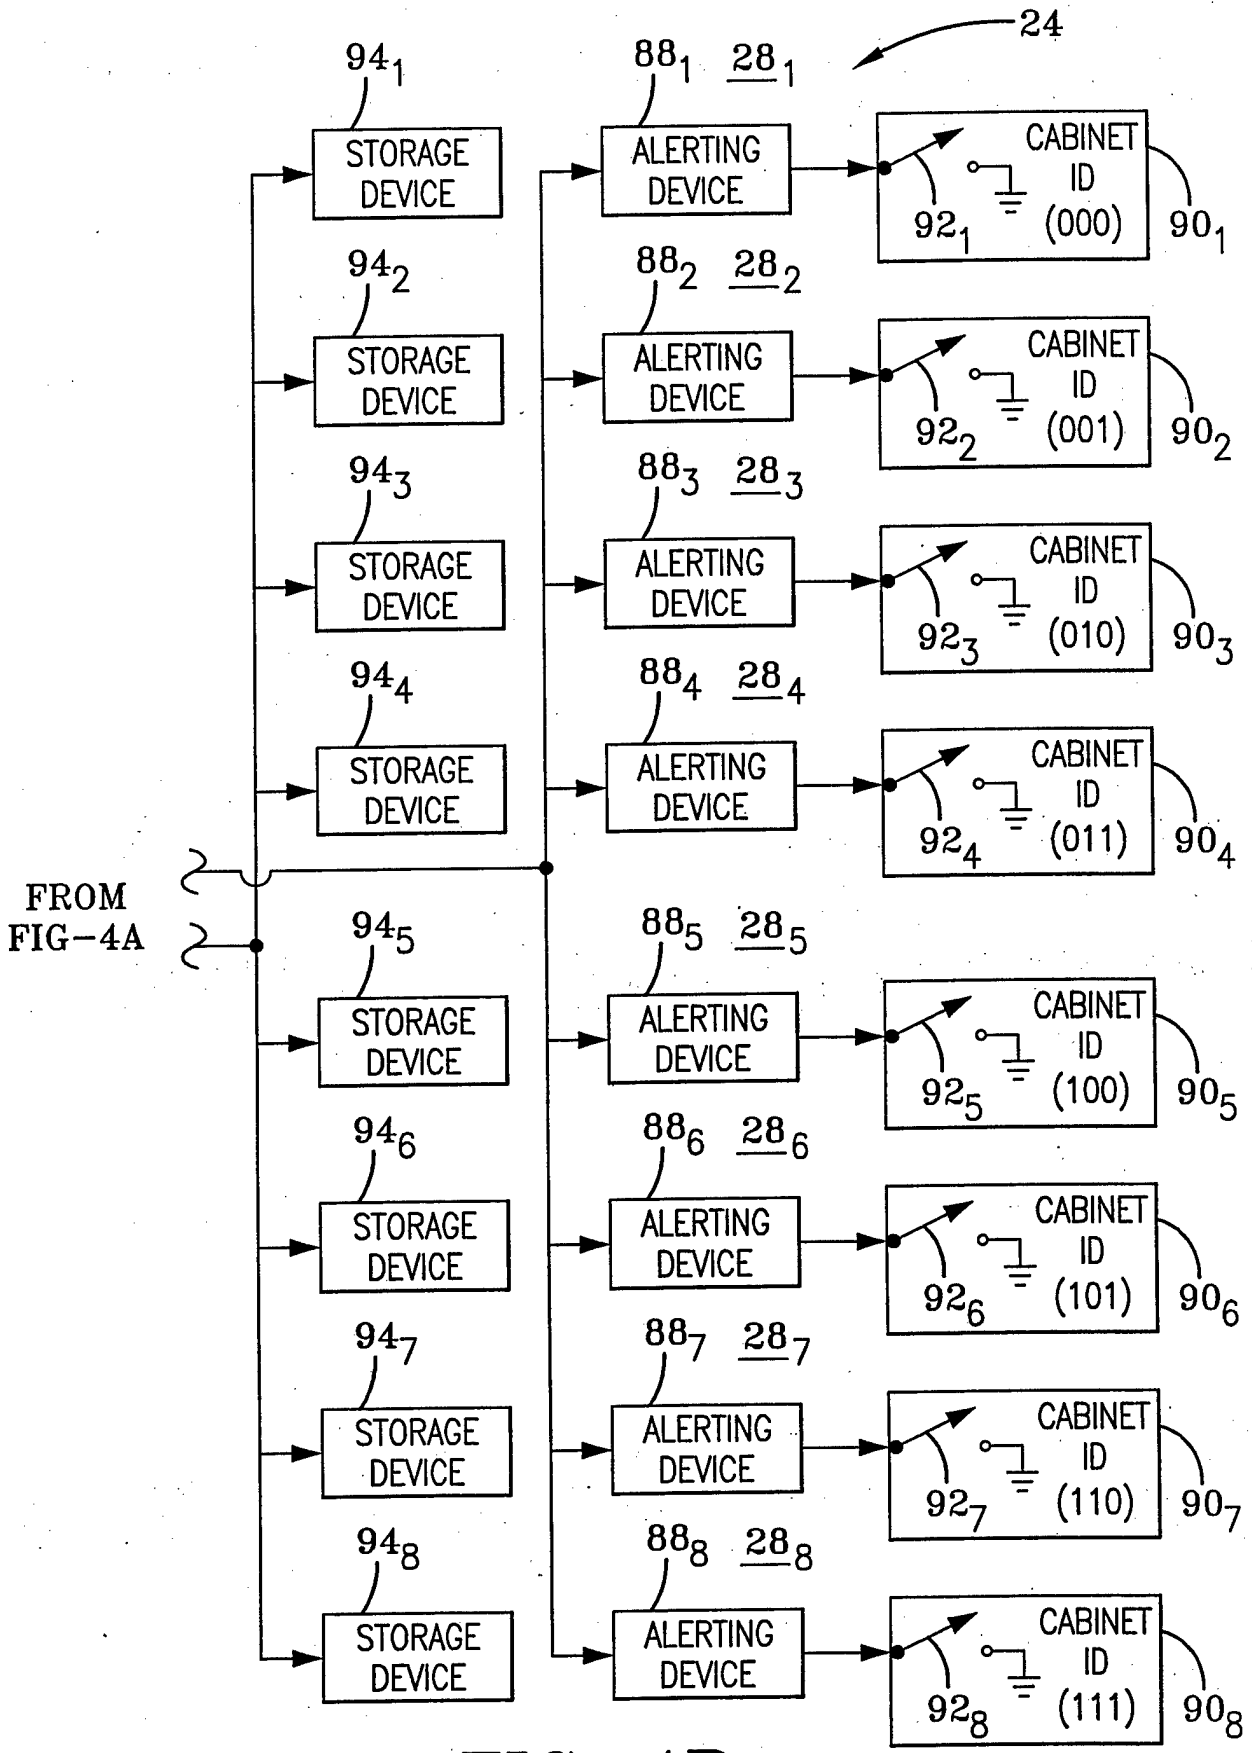 24
94₁ 88₁ 28₁
STORAGE
DEVICE
ALERTING
DEVICE
CABINET
ID
(000)
92₁ 90₁
94₂ 88₂ 28₂
STORAGE
DEVICE
ALERTING
DEVICE
CABINET
ID
(001)
92₂ 90₂
94₃ 88₃ 28₃
STORAGE
DEVICE
ALERTING
DEVICE
CABINET
ID
(010)
92₃ 90₃
94₄ 88₄ 28₄
STORAGE
DEVICE
ALERTING
DEVICE
CABINET
ID
(011)
92₄ 90₄
FROM
FIG-4A
94₅ 88₅ 28₅
STORAGE
DEVICE
ALERTING
DEVICE
CABINET
ID
(100)
92₅ 90₅
94₆ 88₆ 28₆
STORAGE
DEVICE
ALERTING
DEVICE
CABINET
ID
(101)
92₆ 90₆
94₇ 88₇ 28₇
STORAGE
DEVICE
ALERTING
DEVICE
CABINET
ID
(110)
92₇ 90₇
94₈ 88₈ 28₈
STORAGE
DEVICE
ALERTING
DEVICE
CABINET
ID
(111)
92₈ 90₈